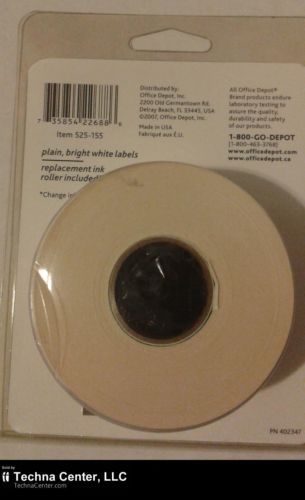 Distributed by:
Office Depot, Inc.
2200 Old Germantown Rd.
Delray Beach, FL 33445, USA
©2007, Office Depot, Inc.
Made in USA
Fabriqué aux É.U.
All Office Depot®
Brand products endure
laboratory testing to
assure the quality,
durability and safety
of our products.
1-800-GO-DEPOT
[1-800-463-3768]
www.officedepot.com
www.officedepot.ca
7 35854 22688 6
Item 525-155
plain, bright white labels
replacement ink
roller included!
*Change in
PN 402347
Sold by
Techna Center, LLC
TechnaCenter.com